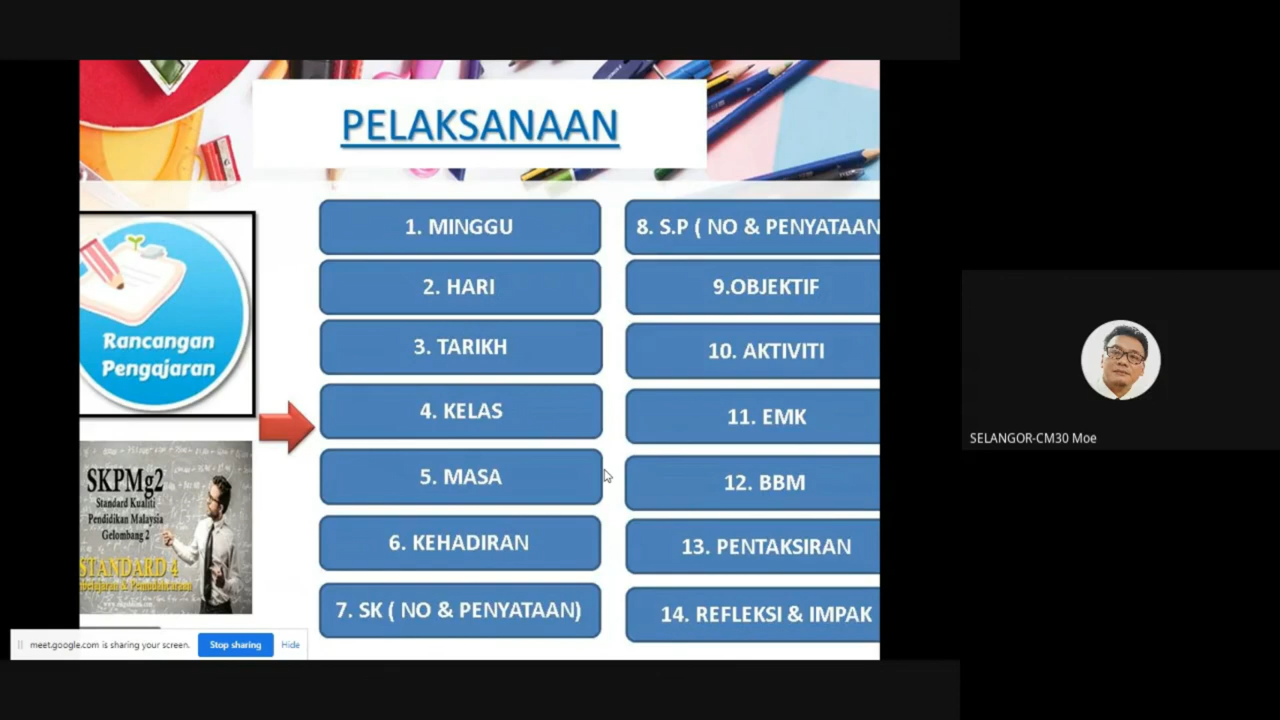 PELAKSANAAN
Rancangan
Pengajaran
SKPMg2
Standard Kualiti
Pendidikan Malaysia
Gelombang 2
STANDARD 4
1. MINGGU
2. HARI
3. TARIKH
4. KELAS
5. MASA
6. KEHADIRAN
7. SK ( NO & PENYATAAN)
8. S.P ( NO & PENYATAAN
9.OBJEKTIF
10. AKTIVITI
11. EMK
12. BBM
13. PENTAKSIRAN
14. REFLEKSI & IMPAK
meet.google.com is sharing your screen.
Stop sharing
Hide
SELANGOR-CM30 Moe